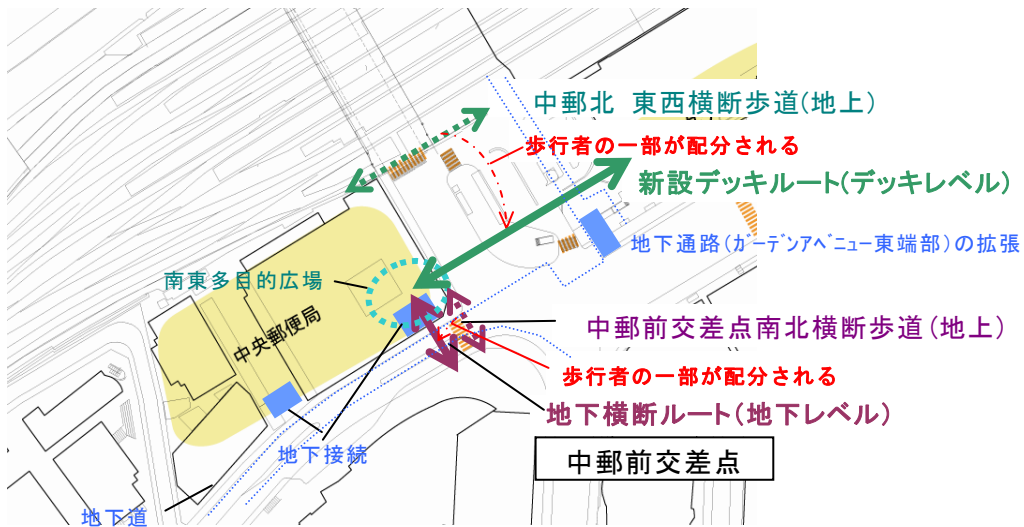 中郵北 東西横断歩道(地上)
歩行者の一部が配分される
新設デッキルート(デッキレベル)
地下通路(ｶﾞｰﾃﾞﾝｱﾍﾞﾆｭｰ東端部)の拡張
南東多目的広場
中央郵便局
中郵前交差点南北横断歩道(地上)
歩行者の一部が配分される
地下横断ルート(地下レベル)
中郵前交差点
地下接続
地下道